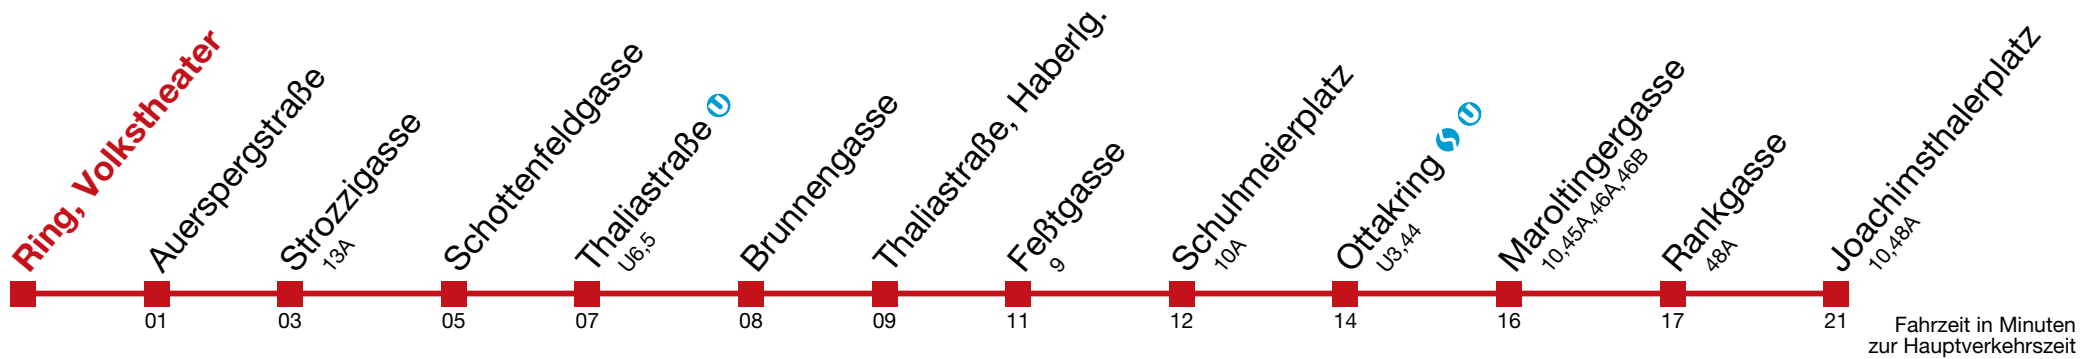 Ring, Volkstheater
Auerspergstraße
Strozzigasse
13A
Schottenfeldgasse
Thaliastraße U
U6,5
Brunnengasse
Thaliastraße, Haberlg.
Feßtgasse
9
Schuhmeierplatz
10A
Ottakring S U
U3,44
Maroltingergasse
10,45A,46A,46B
Rankgasse
48A
Joachimsthalerplatz
10,48A
01 03 05 07 08 09 11 12 14 16 17 21
Fahrzeit in Minuten
zur Hauptverkehrszeit